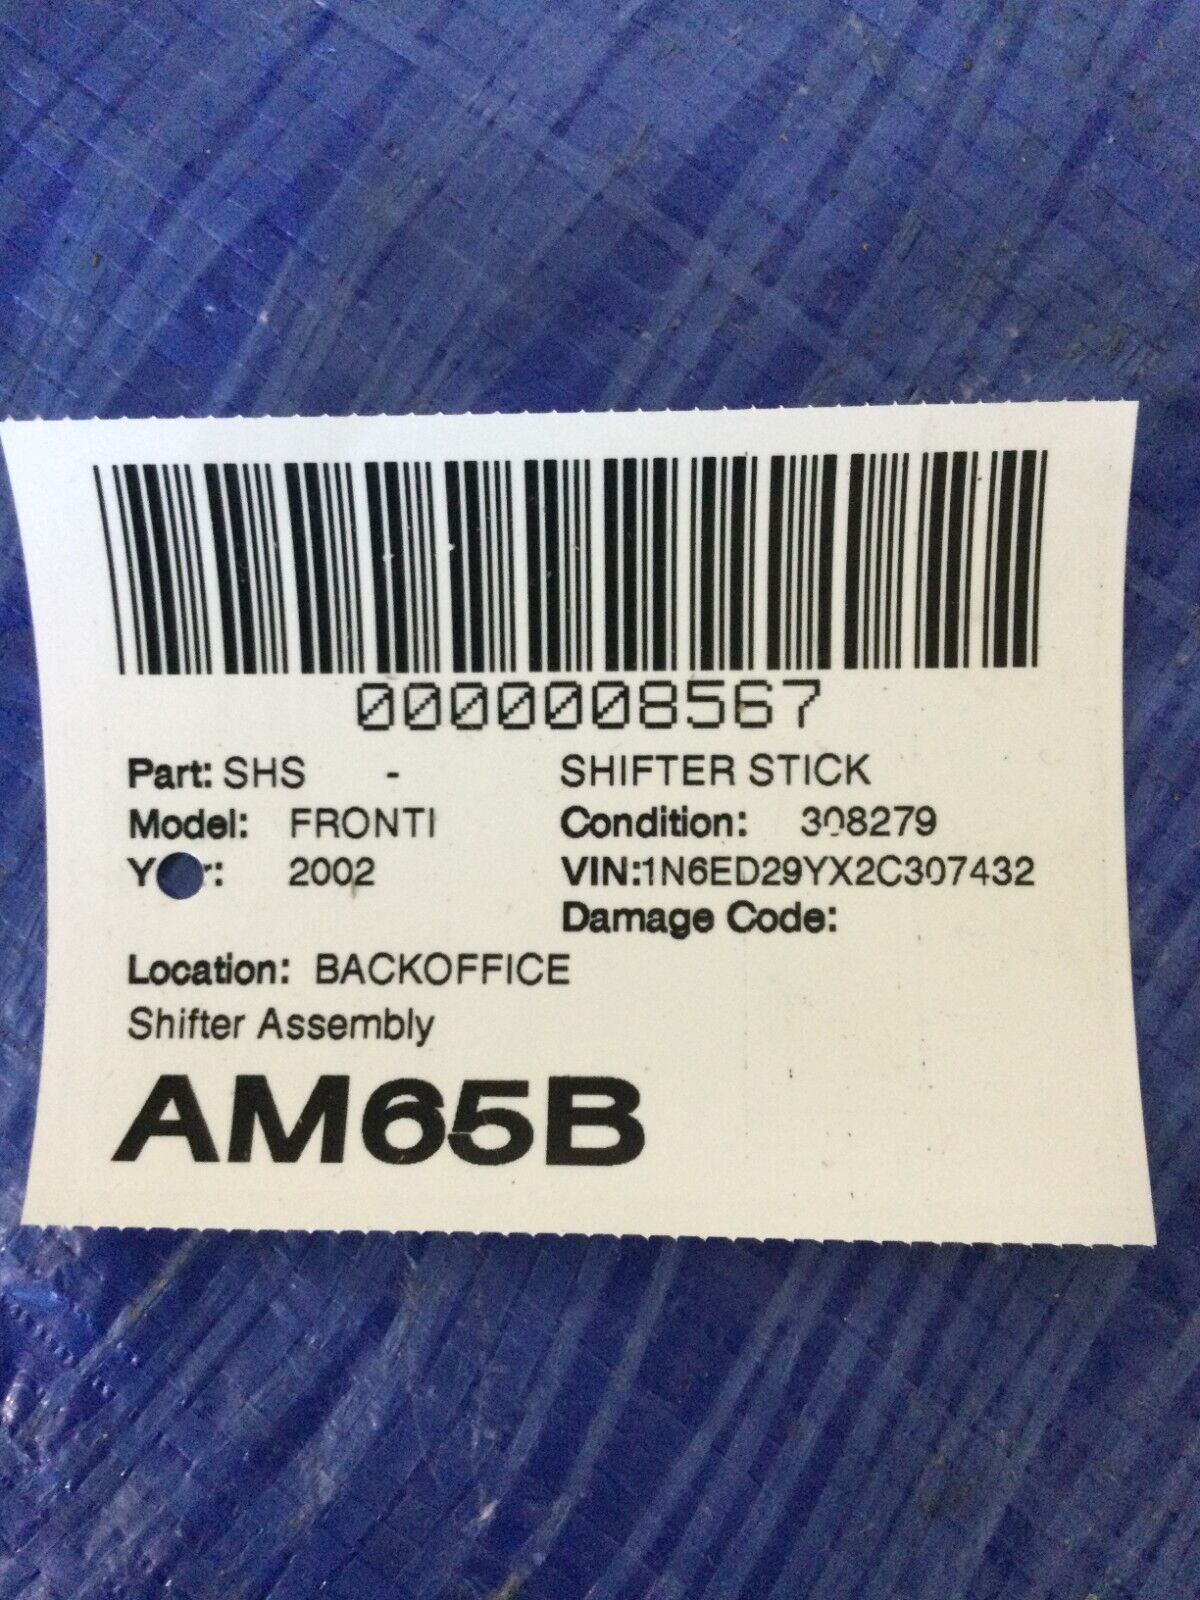 0000008567
Part: SHS - SHIFTER STICK
Model: FRONTI Condition: 308279
2002 VIN:1N6ED29YX2C307432
Damage Code:
Location: BACKOFFICE
Shifter Assembly
AM65B